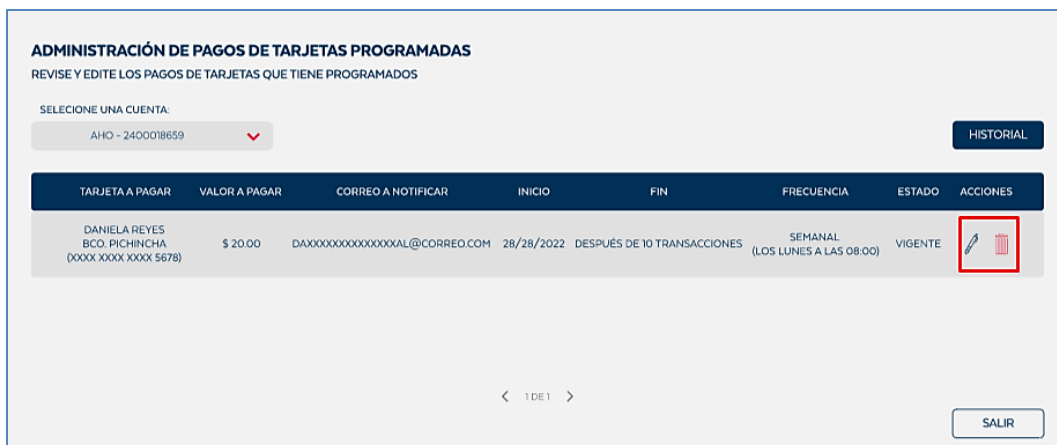 ADMINISTRACIÓN DE PAGOS DE TARJETAS PROGRAMADAS
REVISE Y EDITE LOS PAGOS DE TARJETAS QUE TIENE PROGRAMADOS
SELECIONE UNA CUENTA:
AHO - 2400018659
HISTORIAL
TARJETA A PAGAR VALOR A PAGAR CORREO A NOTIFICAR INICIO FIN FRECUENCIA ESTADO ACCIONES
DANIELA REYES
BCO. PICHINCHA
(XXXX XXXX XXXX 5678)
$ 20.00
DAXXXXXXXXXXXXXXAL@CORREO.COM
28/28/2022
DESPUÉS DE 10 TRANSACCIONES
SEMANAL
(LOS LUNES A LAS 08:00)
VIGENTE
1 DE 1
SALIR